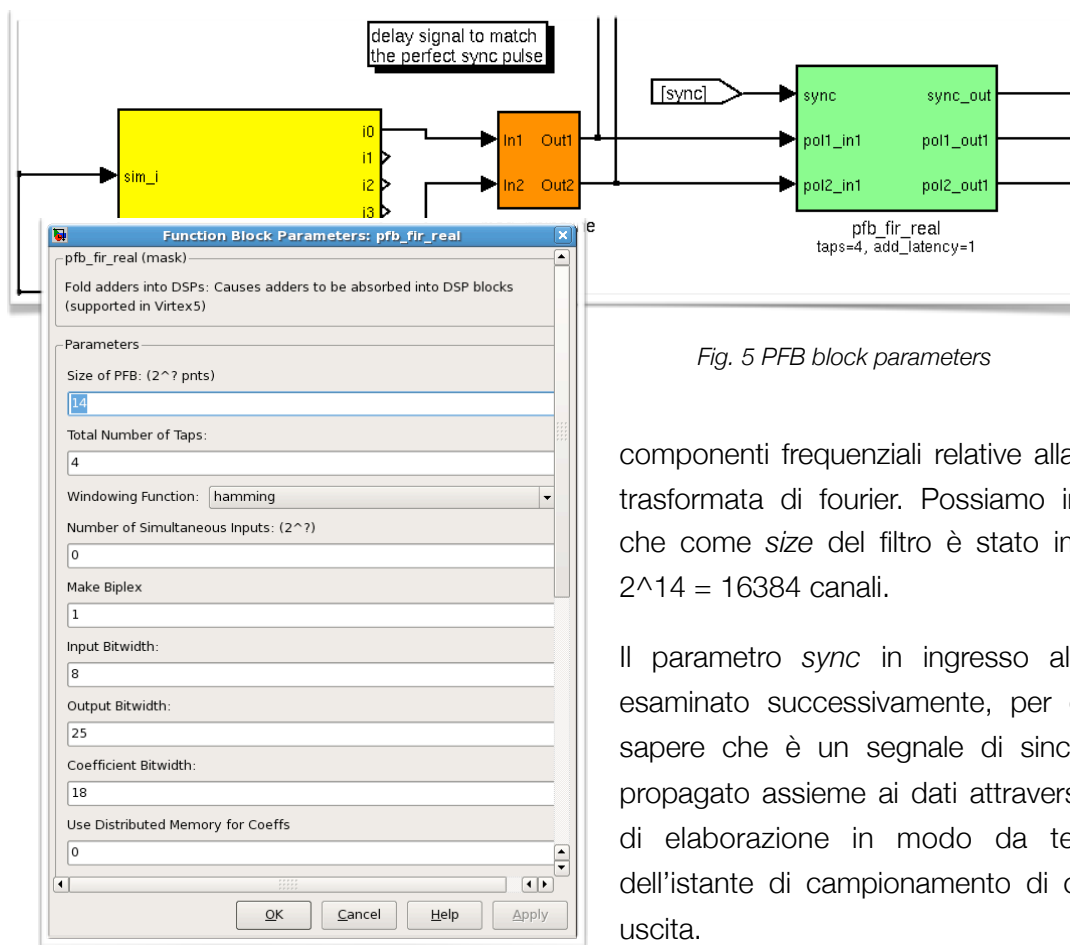 delay signal to match
the perfect sync pulse
[sync]
sync
sync_out
pol1_in1
pol1_out1
pol2_in1
pol2_out1
pfb_fir_real
taps=4, add_latency=1
In1
Out1
In2
Out2
e
sim_i
i0
i1
i2
i3
Function Block Parameters: pfb_fir_real
pfb_fir_real (mask)
Fold adders into DSPs: Causes adders to be absorbed into DSP blocks
(supported in Virtex5)
Parameters
Size of PFB: (2^? pnts)
14
Total Number of Taps:
4
Windowing Function: hamming
Number of Simultaneous Inputs: (2^?)
0
Make Biplex
1
Input Bitwidth:
8
Output Bitwidth:
25
Coefficient Bitwidth:
18
Use Distributed Memory for Coeffs
0
OK Cancel Help Apply
Fig. 5 PFB block parameters
componenti frequenziali relative alla
trasformata di fourier. Possiamo
che come size del filtro è stato
2^14 = 16384 canali.
Il parametro sync in ingresso
esaminato successivamente, per
sapere che è un segnale di sinc
propagato assieme ai dati attravers
di elaborazione in modo da te
dell'istante di campionamento di
uscita.